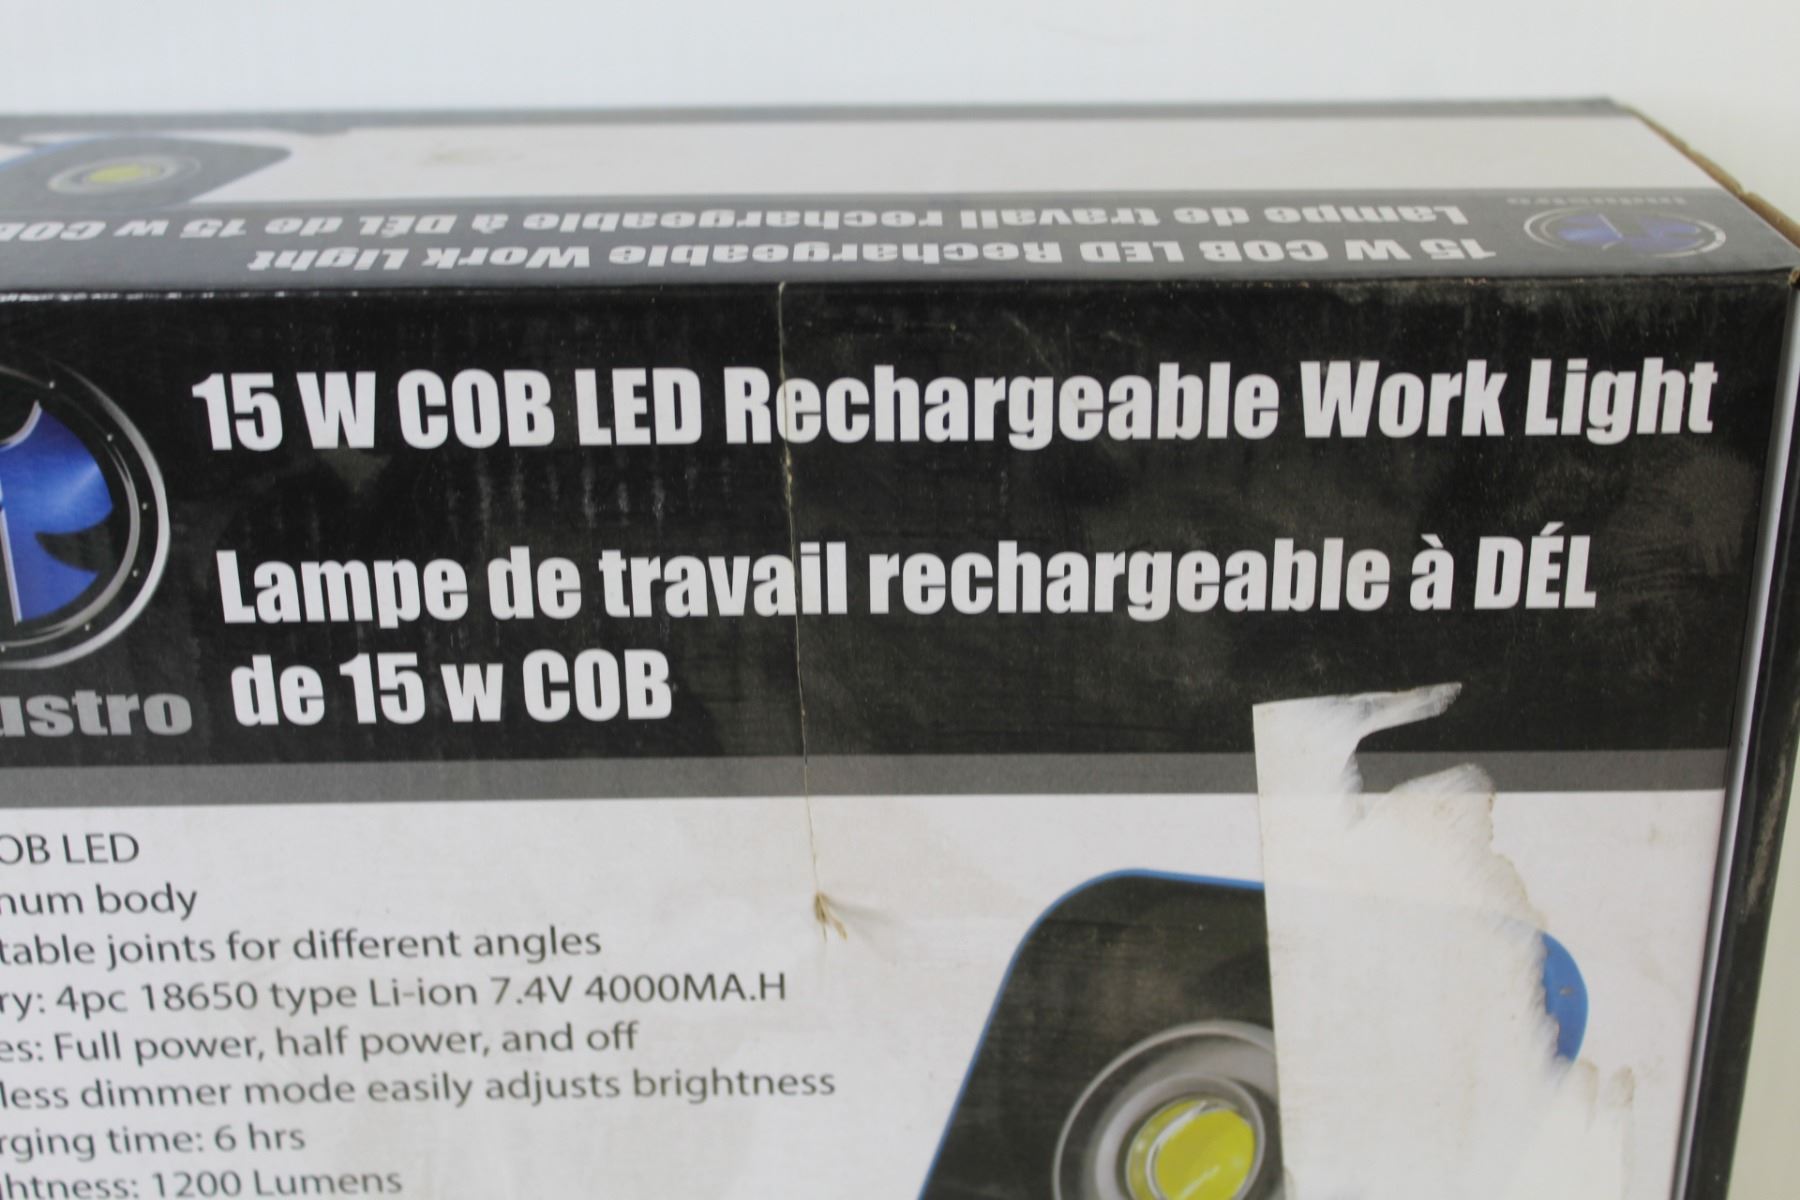 Lampe de travail rechargeable à DÉL de 15 w COB
15 W COB LED Rechargeable Work Light
industro
15 W COB LED Rechargeable Work Light
Lampe de travail rechargeable à DÉL
de 15 w COB
ustro
OB LED
num body
table joints for different angles
ry: 4pc 18650 type Li-ion 7.4V 4000MA.H
es: Full power, half power, and off
less dimmer mode easily adjusts brightness
rging time: 6 hrs
htness: 1200 Lumens